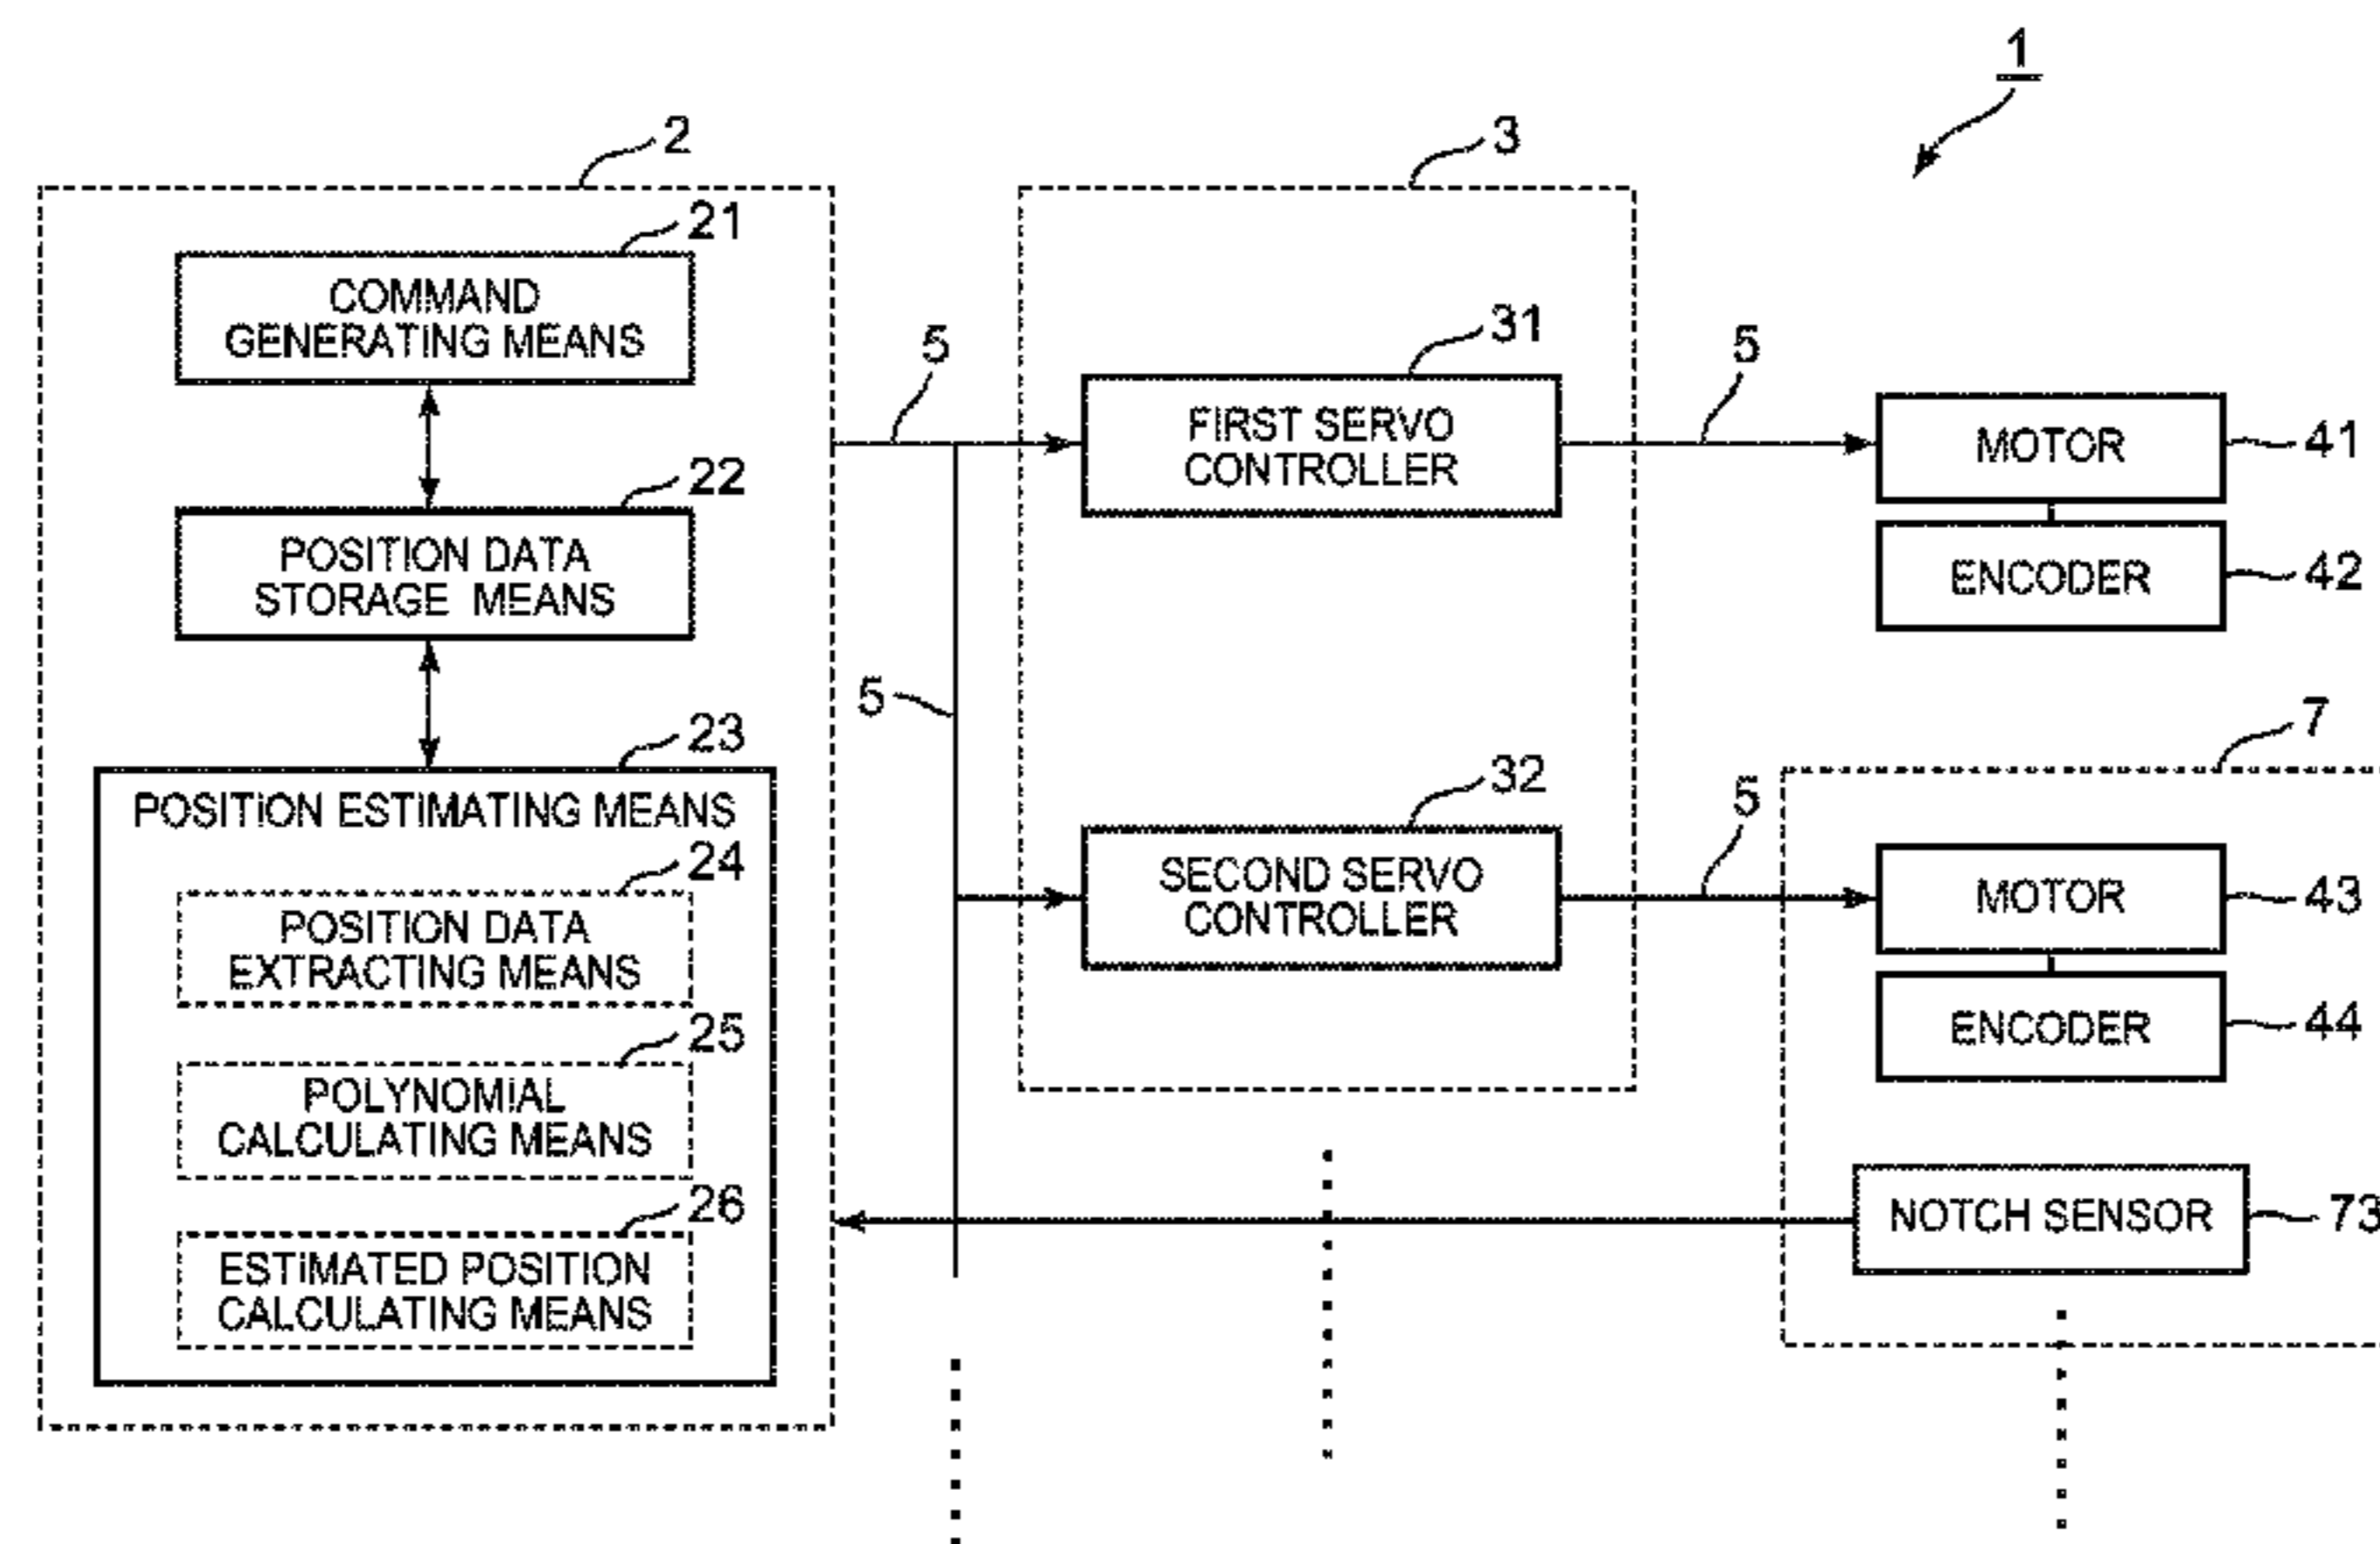 1
2
3
21
COMMAND
GENERATING MEANS
5
31
5
FIRST SERVO
CONTROLLER
MOTOR
41
22
POSITION DATA
STORAGE MEANS
ENCODER
42
5
7
23
POSITION ESTIMATING MEANS
32
5
24
POSITION DATA
EXTRACTING MEANS
SECOND SERVO
CONTROLLER
MOTOR
43
25
POLYNOMIAL
CALCULATING MEANS
ENCODER
44
26
ESTIMATED POSITION
CALCULATING MEANS
NOTCH SENSOR
73